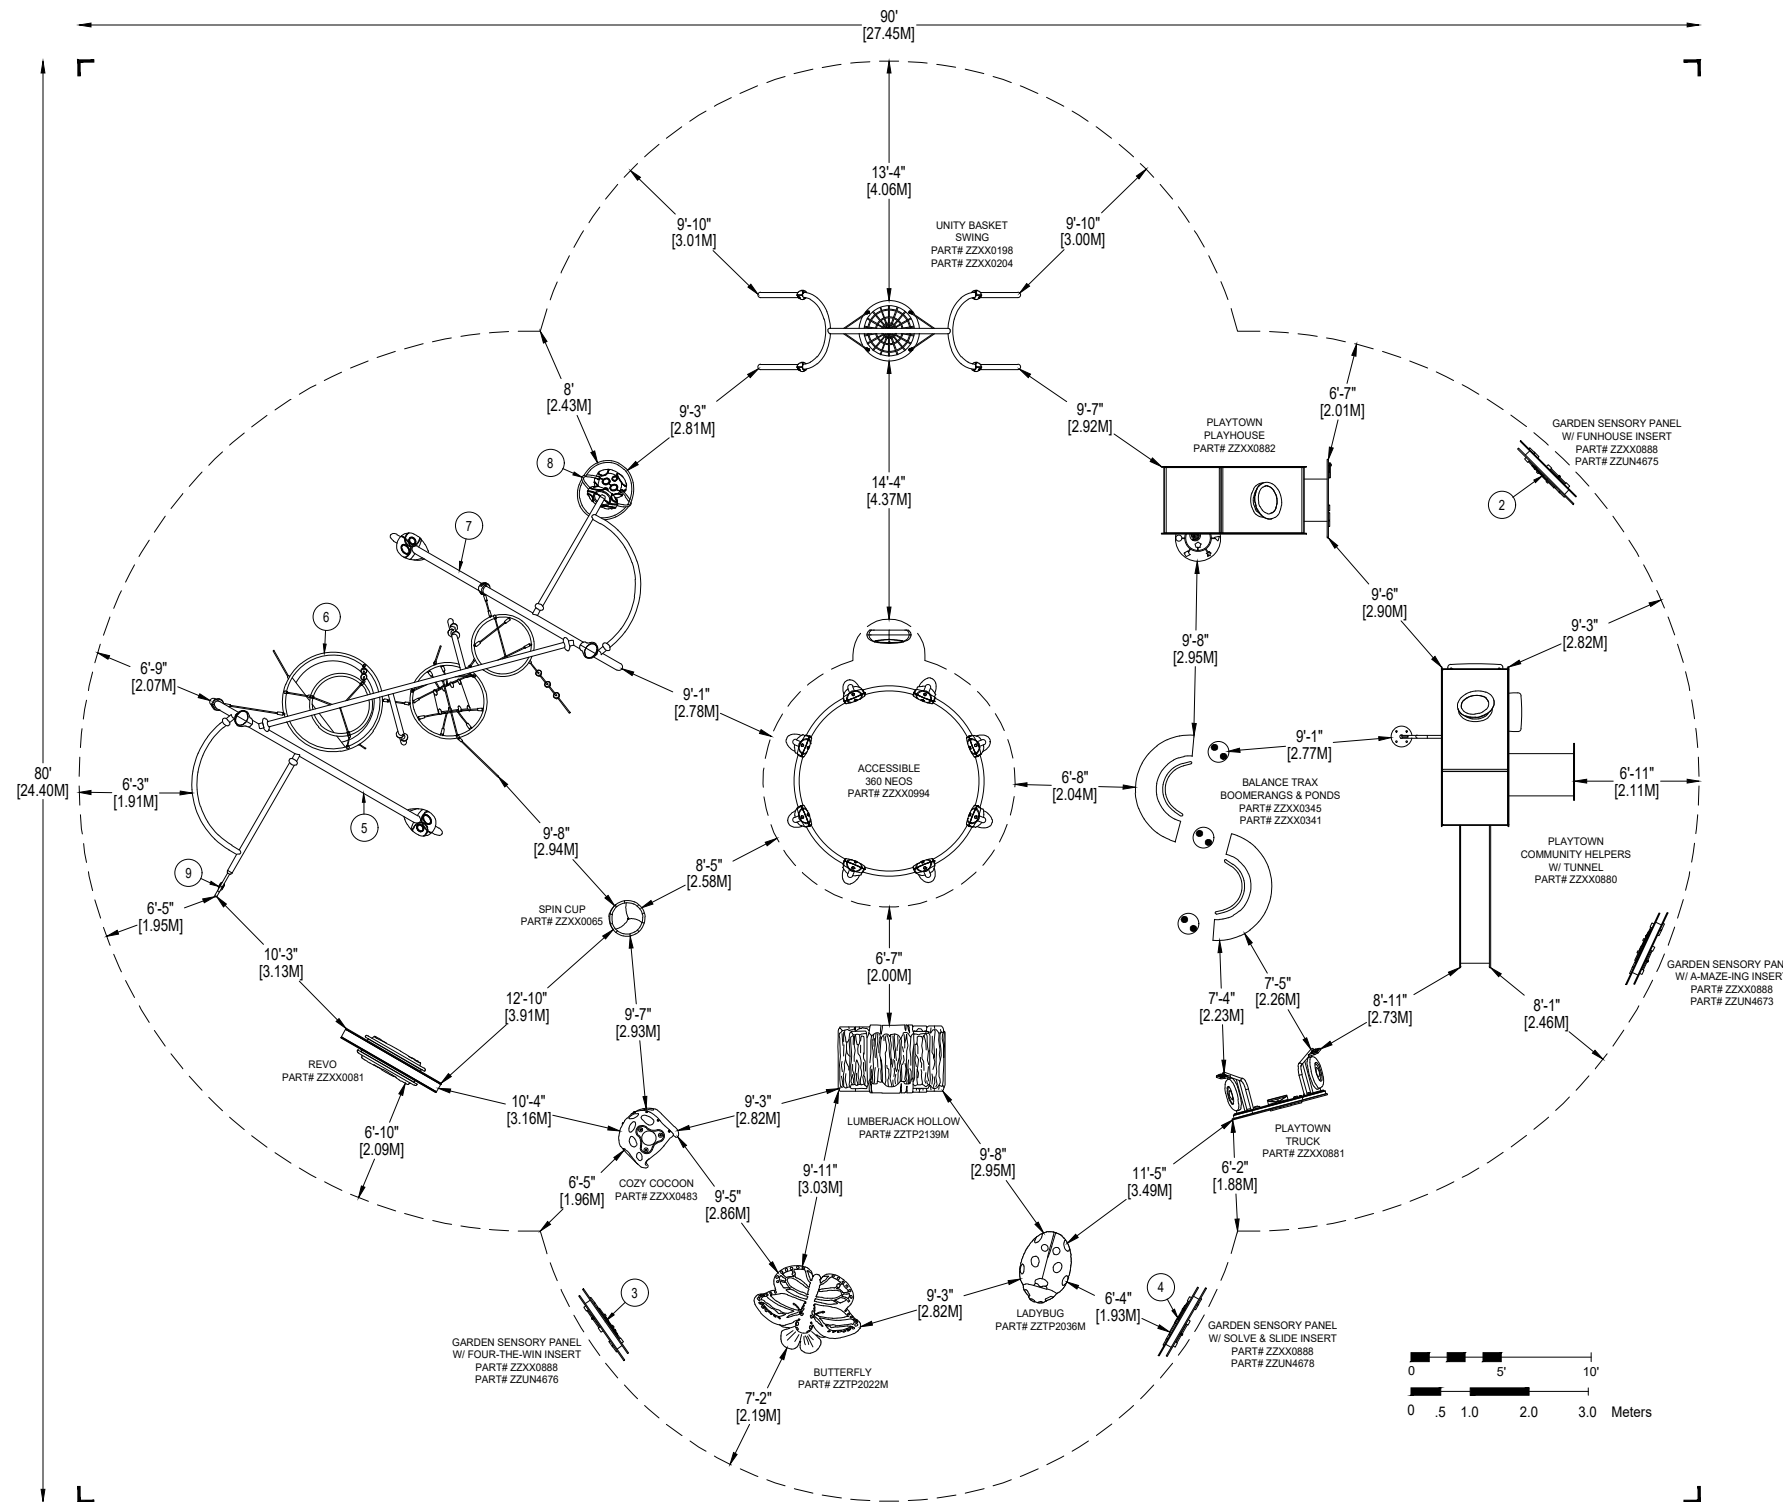 90'
[27.45M]
13'-4"
[4.06M]
9'-10"
[3.01M]
UNITY BASKET
SWING
PART# ZZXX0198
PART# ZZXX0204
9'-10"
[3.00M]
8'
[2.43M]
9'-3"
[2.81M]
9'-7"
[2.92M]
6'-7"
[2.01M]
PLAYTOWN
PLAYHOUSE
PART# ZZXX0882
GARDEN SENSORY PANEL
W/ FUNHOUSE INSERT
PART# ZZXX0888
PART# ZZUN4675
8
14'-4"
[4.37M]
2
7
6
9'-6"
[2.90M]
9'-3"
[2.82M]
9'-8"
[2.95M]
6'-9"
[2.07M]
9'-1"
[2.78M]
9'-1"
[2.77M]
80'
[24.40M]
6'-3"
[1.91M]
ACCESSIBLE
360 NEOS
PART# ZZXX0994
6'-8"
[2.04M]
BALANCE TRAX
BOOMERANGS & PONDS
PART# ZZXX0345
PART# ZZXX0341
6'-11"
[2.11M]
5
9'-8"
[2.94M]
PLAYTOWN
COMMUNITY HELPERS
W/ TUNNEL
PART# ZZXX0880
9
8'-5"
[2.58M]
6'-5"
[1.95M]
SPIN CUP
PART# ZZXX0065
10'-3"
[3.13M]
6'-7"
[2.00M]
GARDEN SENSORY PAN
W/ A-MAZE-ING INSERT
PART# ZZXX0888
PART# ZZUN4673
12'-10"
[3.91M]
9'-7"
[2.93M]
7'-4"
[2.23M]
7'-5"
[2.26M]
8'-11"
[2.73M]
8'-1"
[2.46M]
REVO
PART# ZZXX0081
10'-4"
[3.16M]
9'-3"
[2.82M]
LUMBERJACK HOLLOW
PART# ZZTP2139M
PLAYTOWN
TRUCK
PART# ZZXX0881
6'-10"
[2.09M]
6'-5"
[1.96M]
COZY COCOON
PART# ZZXX0483
9'-5"
[2.86M]
9'-11"
[3.03M]
9'-8"
[2.95M]
11'-5"
[3.49M]
6'-2"
[1.88M]
3
9'-3"
[2.82M]
LADYBUG
PART# ZZTP2036M
6'-4"
[1.93M]
4
GARDEN SENSORY PANEL
W/ FOUR-THE-WIN INSERT
PART# ZZXX0888
PART# ZZUN4676
GARDEN SENSORY PANEL
W/ SOLVE & SLIDE INSERT
PART# ZZXX0888
PART# ZZUN4678
BUTTERFLY
PART# ZZTP2022M
7'-2"
[2.19M]
0 5' 10'
0 .5 1.0 2.0 3.0 Meters